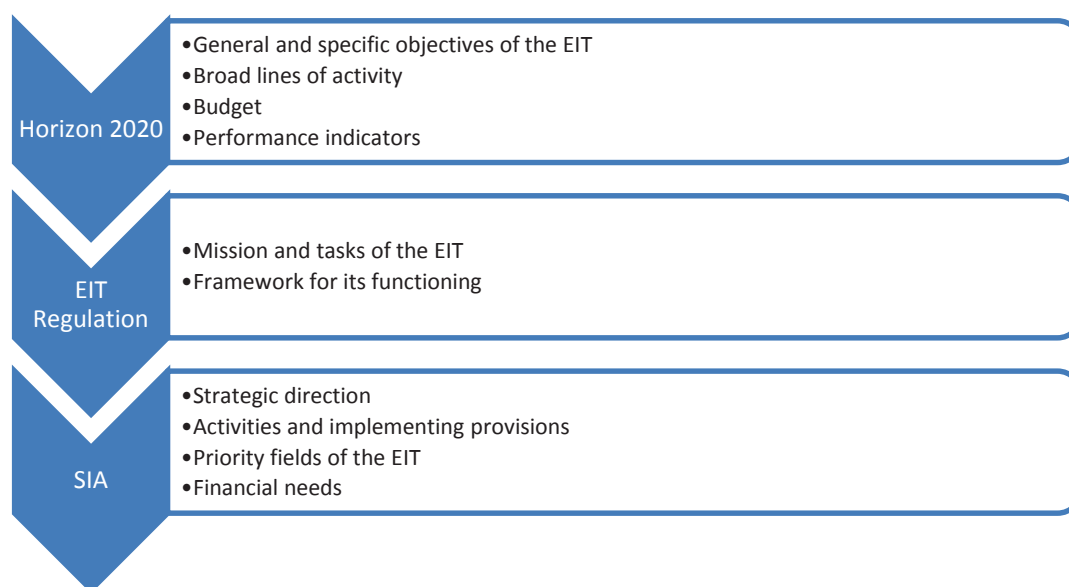 Horizon 2020
•General and specific objectives of the EIT
•Broad lines of activity
•Budget
•Performance indicators
EIT
Regulation
•Mission and tasks of the EIT
•Framework for its functioning
SIA
•Strategic direction
•Activities and implementing provisions
•Priority fields of the EIT
•Financial needs